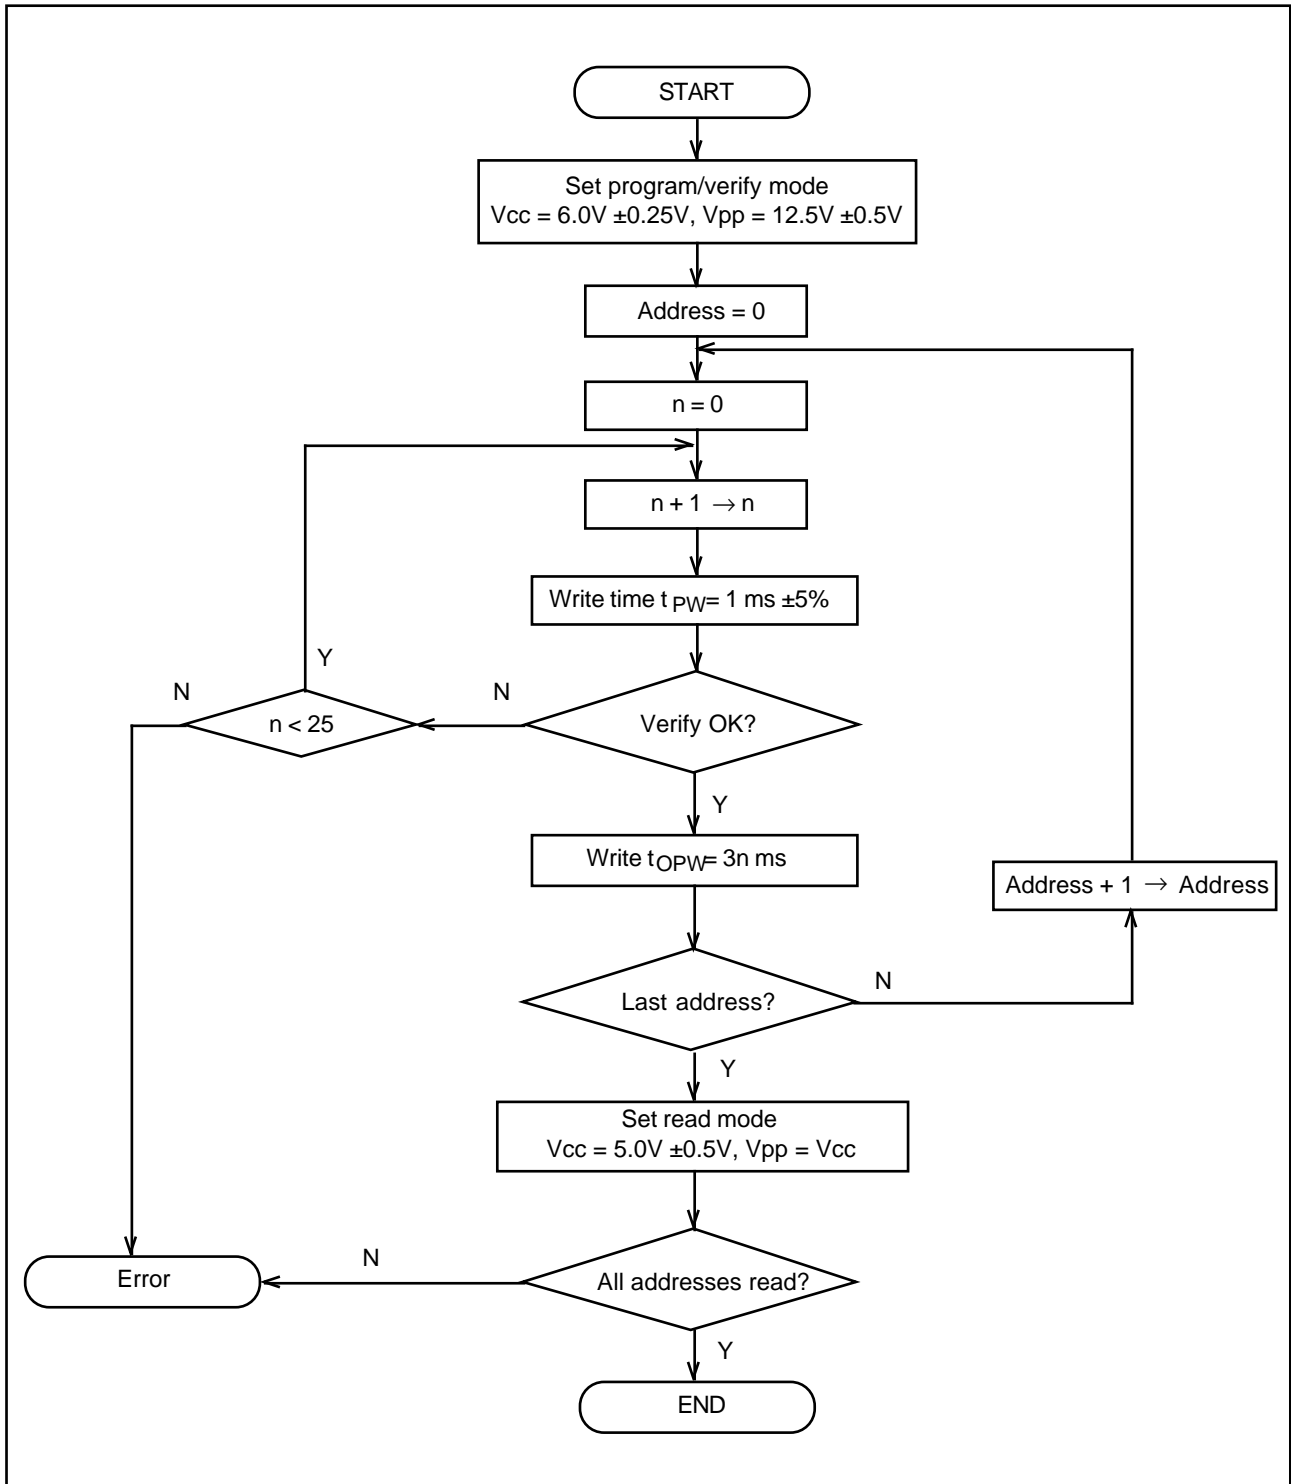 START
Set program/verify mode
Vcc = 6.0V ±0.25V, Vpp = 12.5V ±0.5V
Address = 0
n = 0
n + 1 → n
Write time tPW= 1 ms ±5%
Y
N
n < 25
N
Verify OK?
Y
Write tOPW= 3n ms
Address + 1 → Address
Last address?
N
Y
Set read mode
Vcc = 5.0V ±0.5V, Vpp = Vcc
Error
N
All addresses read?
Y
END